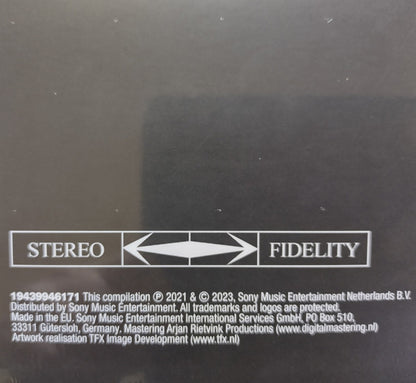 STEREO FIDELITY
19439946171 This compilation ℗ 2021 & © 2023, Sony Music Entertainment Netherlands B.V.
Distributed by Sony Music Entertainment. All trademarks and logos are protected.
Made in the EU. Sony Music Entertainment International Services GmbH, PO Box 510,
33311 Gütersloh, Germany. Mastering Arjan Rietvink Productions (www.digitalmastering.nl)
Artwork realisation TFX Image Development (www.tfx.nl)